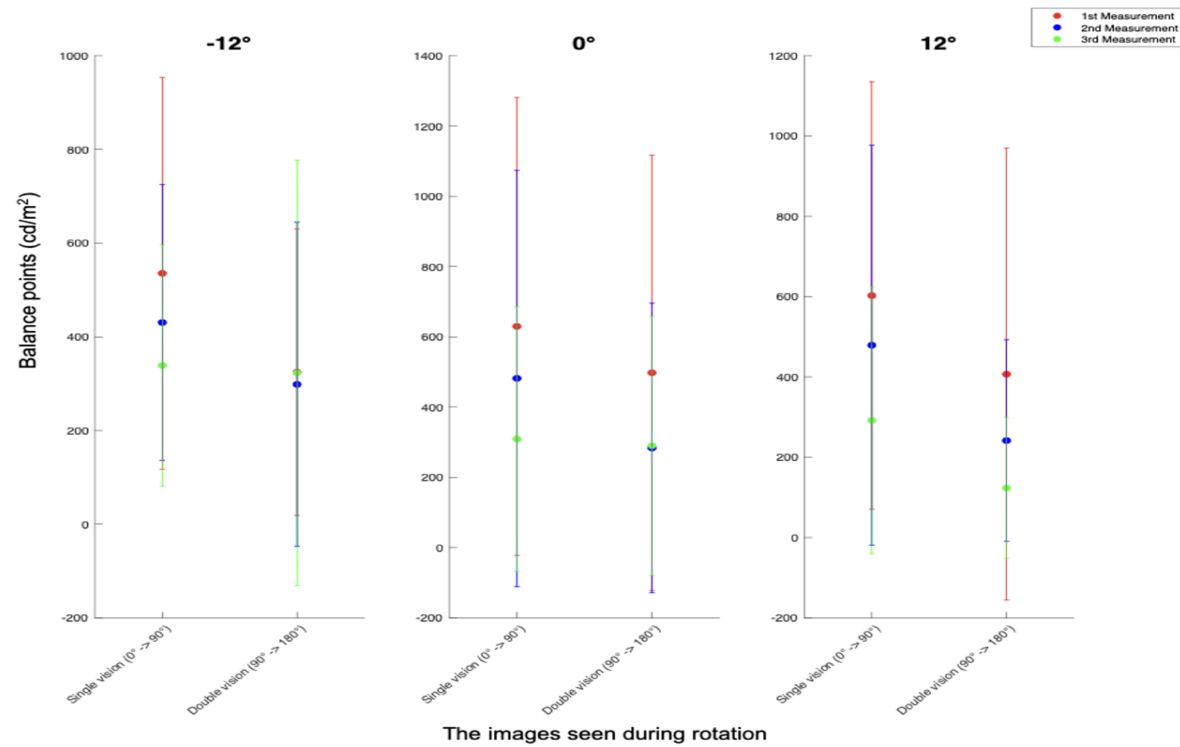 1st Measurement
2nd Measurement
3rd Measurement
-12°
0°
12°
Balance points (cd/m²)
1000
800
600
400
200
0
-200
1400
1200
1000
800
600
400
200
0
-200
1200
1000
800
600
400
200
0
-200
Single vision (0° -> 90°)
Double vision (90° -> 180°)
Single vision (0° -> 90°)
Double vision (90° -> 180°)
Single vision (0° -> 90°)
Double vision (90° -> 180°)
The images seen during rotation